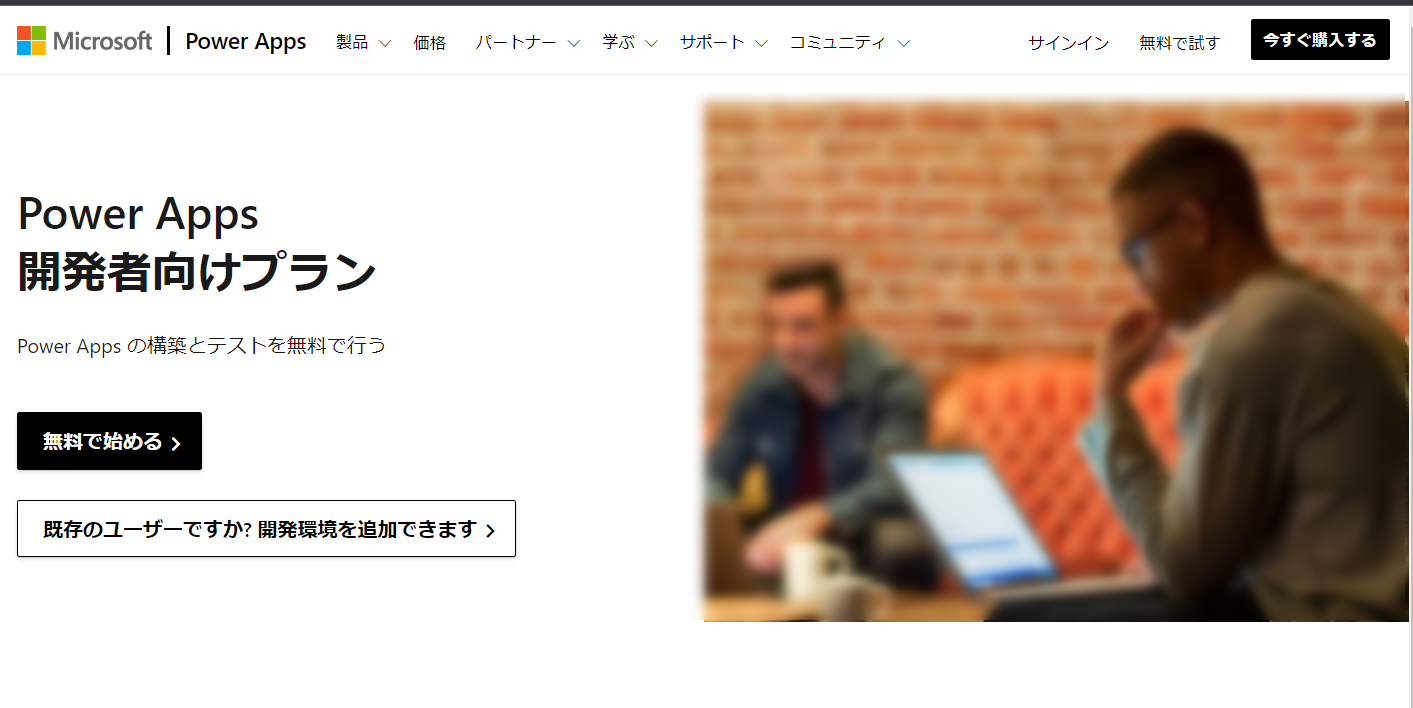 Microsoft Power Apps 製品 価格 パートナー 学ぶ サポート コミュニティ サインイン 無料で試す 今すぐ購入する
Power Apps
開発者向けプラン
Power Apps の構築とテストを無料で行う
無料で始める
既存のユーザーですか? 開発環境を追加できます